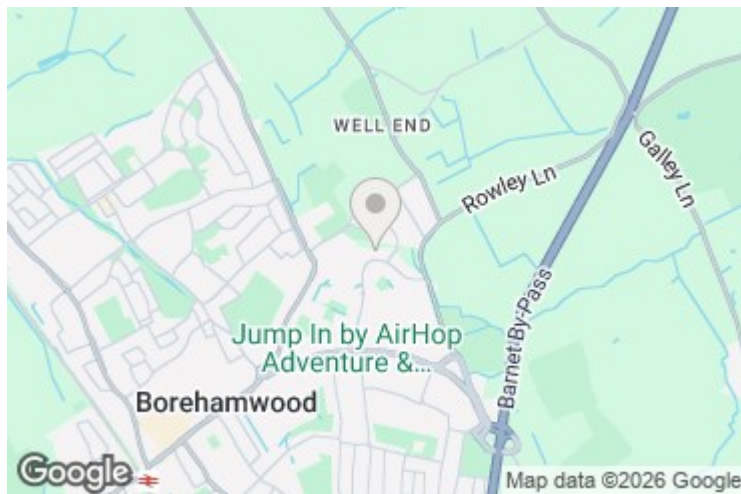 WELL END
Rowley Ln
Galley Ln
Barnet By-Pass
Jump In by AirHop
Adventure &...
Borehamwood
Google
Map data ©2026 Google